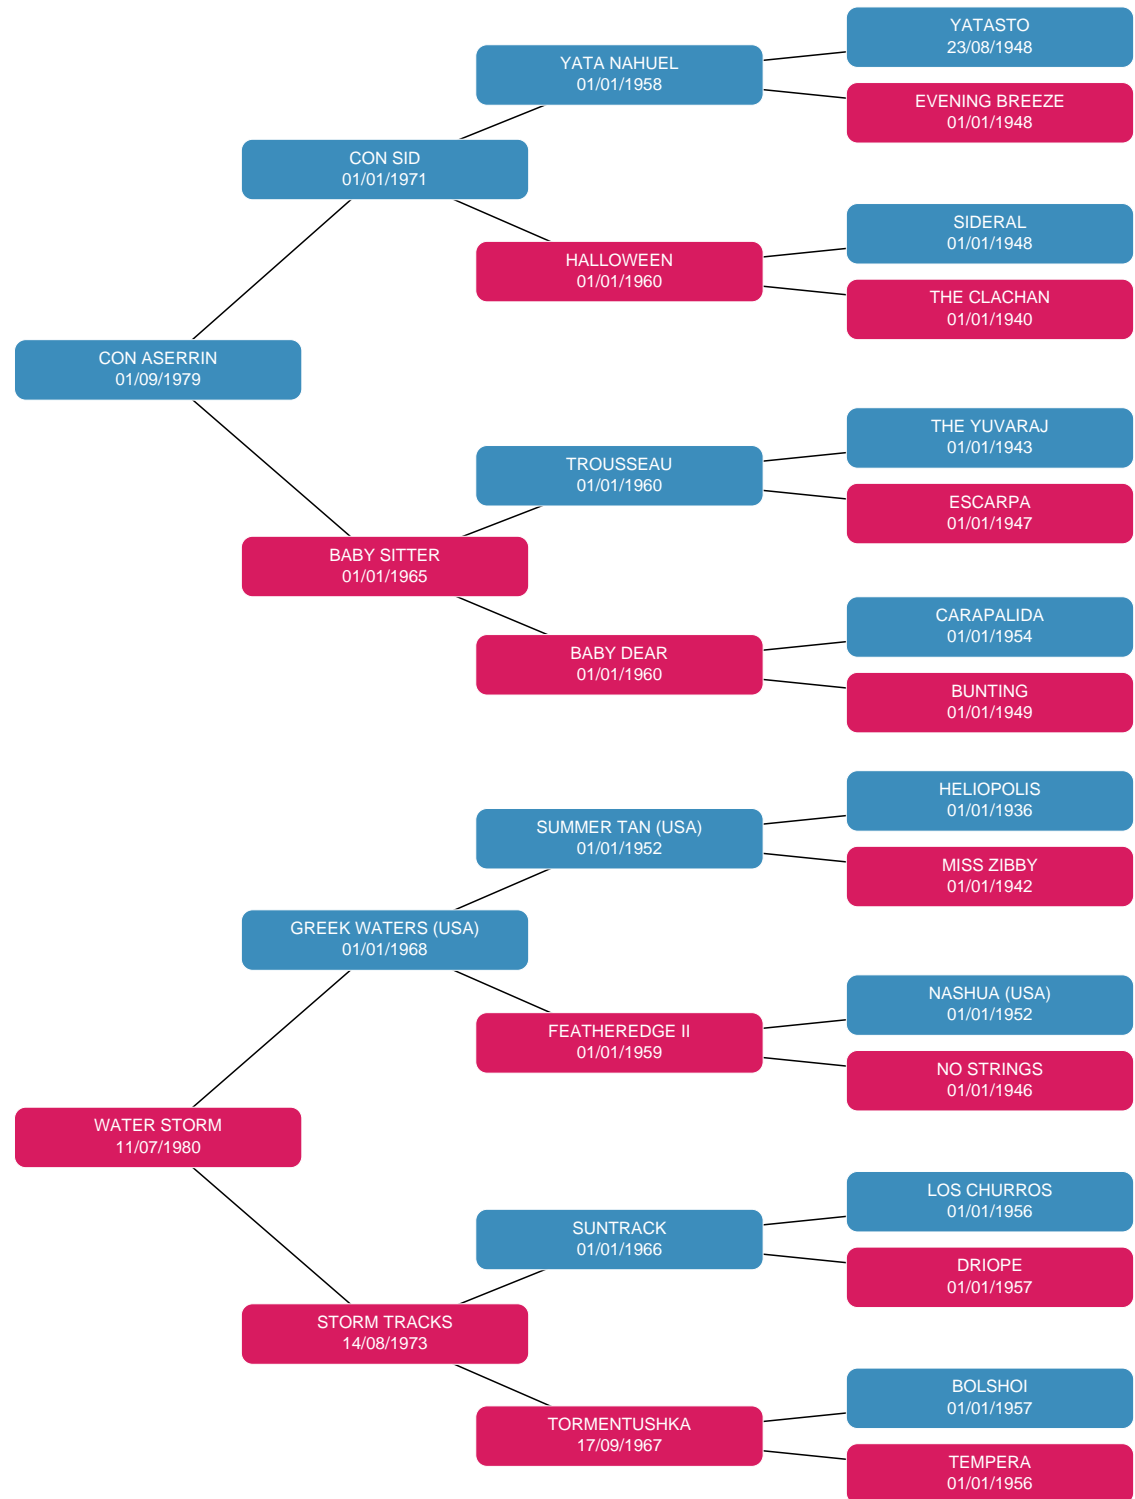 YATASTO
23/08/1948
YATA NAHUEL
01/01/1958
EVENING BREEZE
01/01/1948
CON SID
01/01/1971
SIDERAL
01/01/1948
HALLOWEEN
01/01/1960
THE CLACHAN
01/01/1940
CON ASERRIN
01/09/1979
THE YUVARAJ
01/01/1943
TROUSSEAU
01/01/1960
ESCARPA
01/01/1947
BABY SITTER
01/01/1965
CARAPALIDA
01/01/1954
BABY DEAR
01/01/1960
BUNTING
01/01/1949
HELIOPOLIS
01/01/1936
SUMMER TAN (USA)
01/01/1952
MISS ZIBBY
01/01/1942
GREEK WATERS (USA)
01/01/1968
NASHUA (USA)
01/01/1952
FEATHEREDGE II
01/01/1959
NO STRINGS
01/01/1946
WATER STORM
11/07/1980
LOS CHURROS
01/01/1956
SUNTRACK
01/01/1966
DRIOPE
01/01/1957
STORM TRACKS
14/08/1973
BOLSHOI
01/01/1957
TORMENTUSHKA
17/09/1967
TEMPERA
01/01/1956